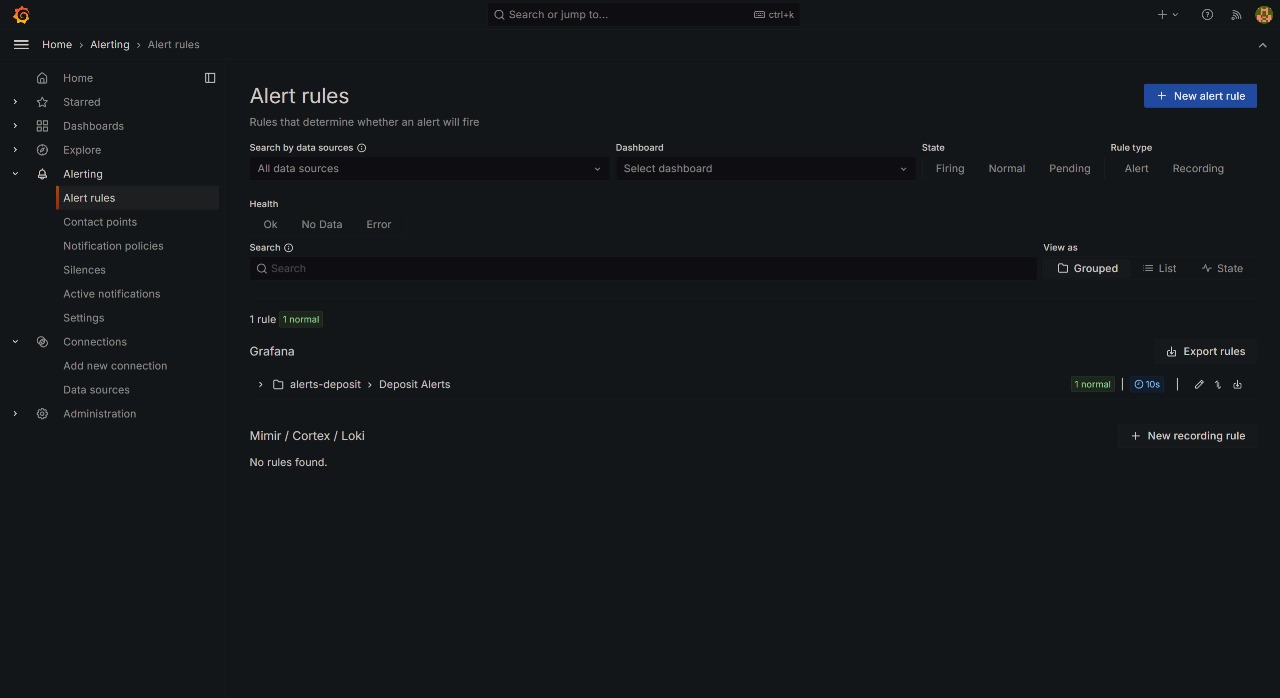 Search or jump to...
ctrl+k
Home › Alerting › Alert rules
Home
Starred
Dashboards
Explore
Alerting
Alert rules
Contact points
Notification policies
Silences
Active notifications
Settings
Connections
Add new connection
Data sources
Administration
Alert rules
New alert rule
Rules that determine whether an alert will fire
Search by data sources
Dashboard
State
Rule type
All data sources
Select dashboard
Firing Normal Pending
Alert Recording
Health
Ok No Data Error
Search
View as
Search
Grouped List State
1 rule 1 normal
Grafana
Export rules
alerts-deposit › Deposit Alerts
1 normal | 10s |
Mimir / Cortex / Loki
New recording rule
No rules found.